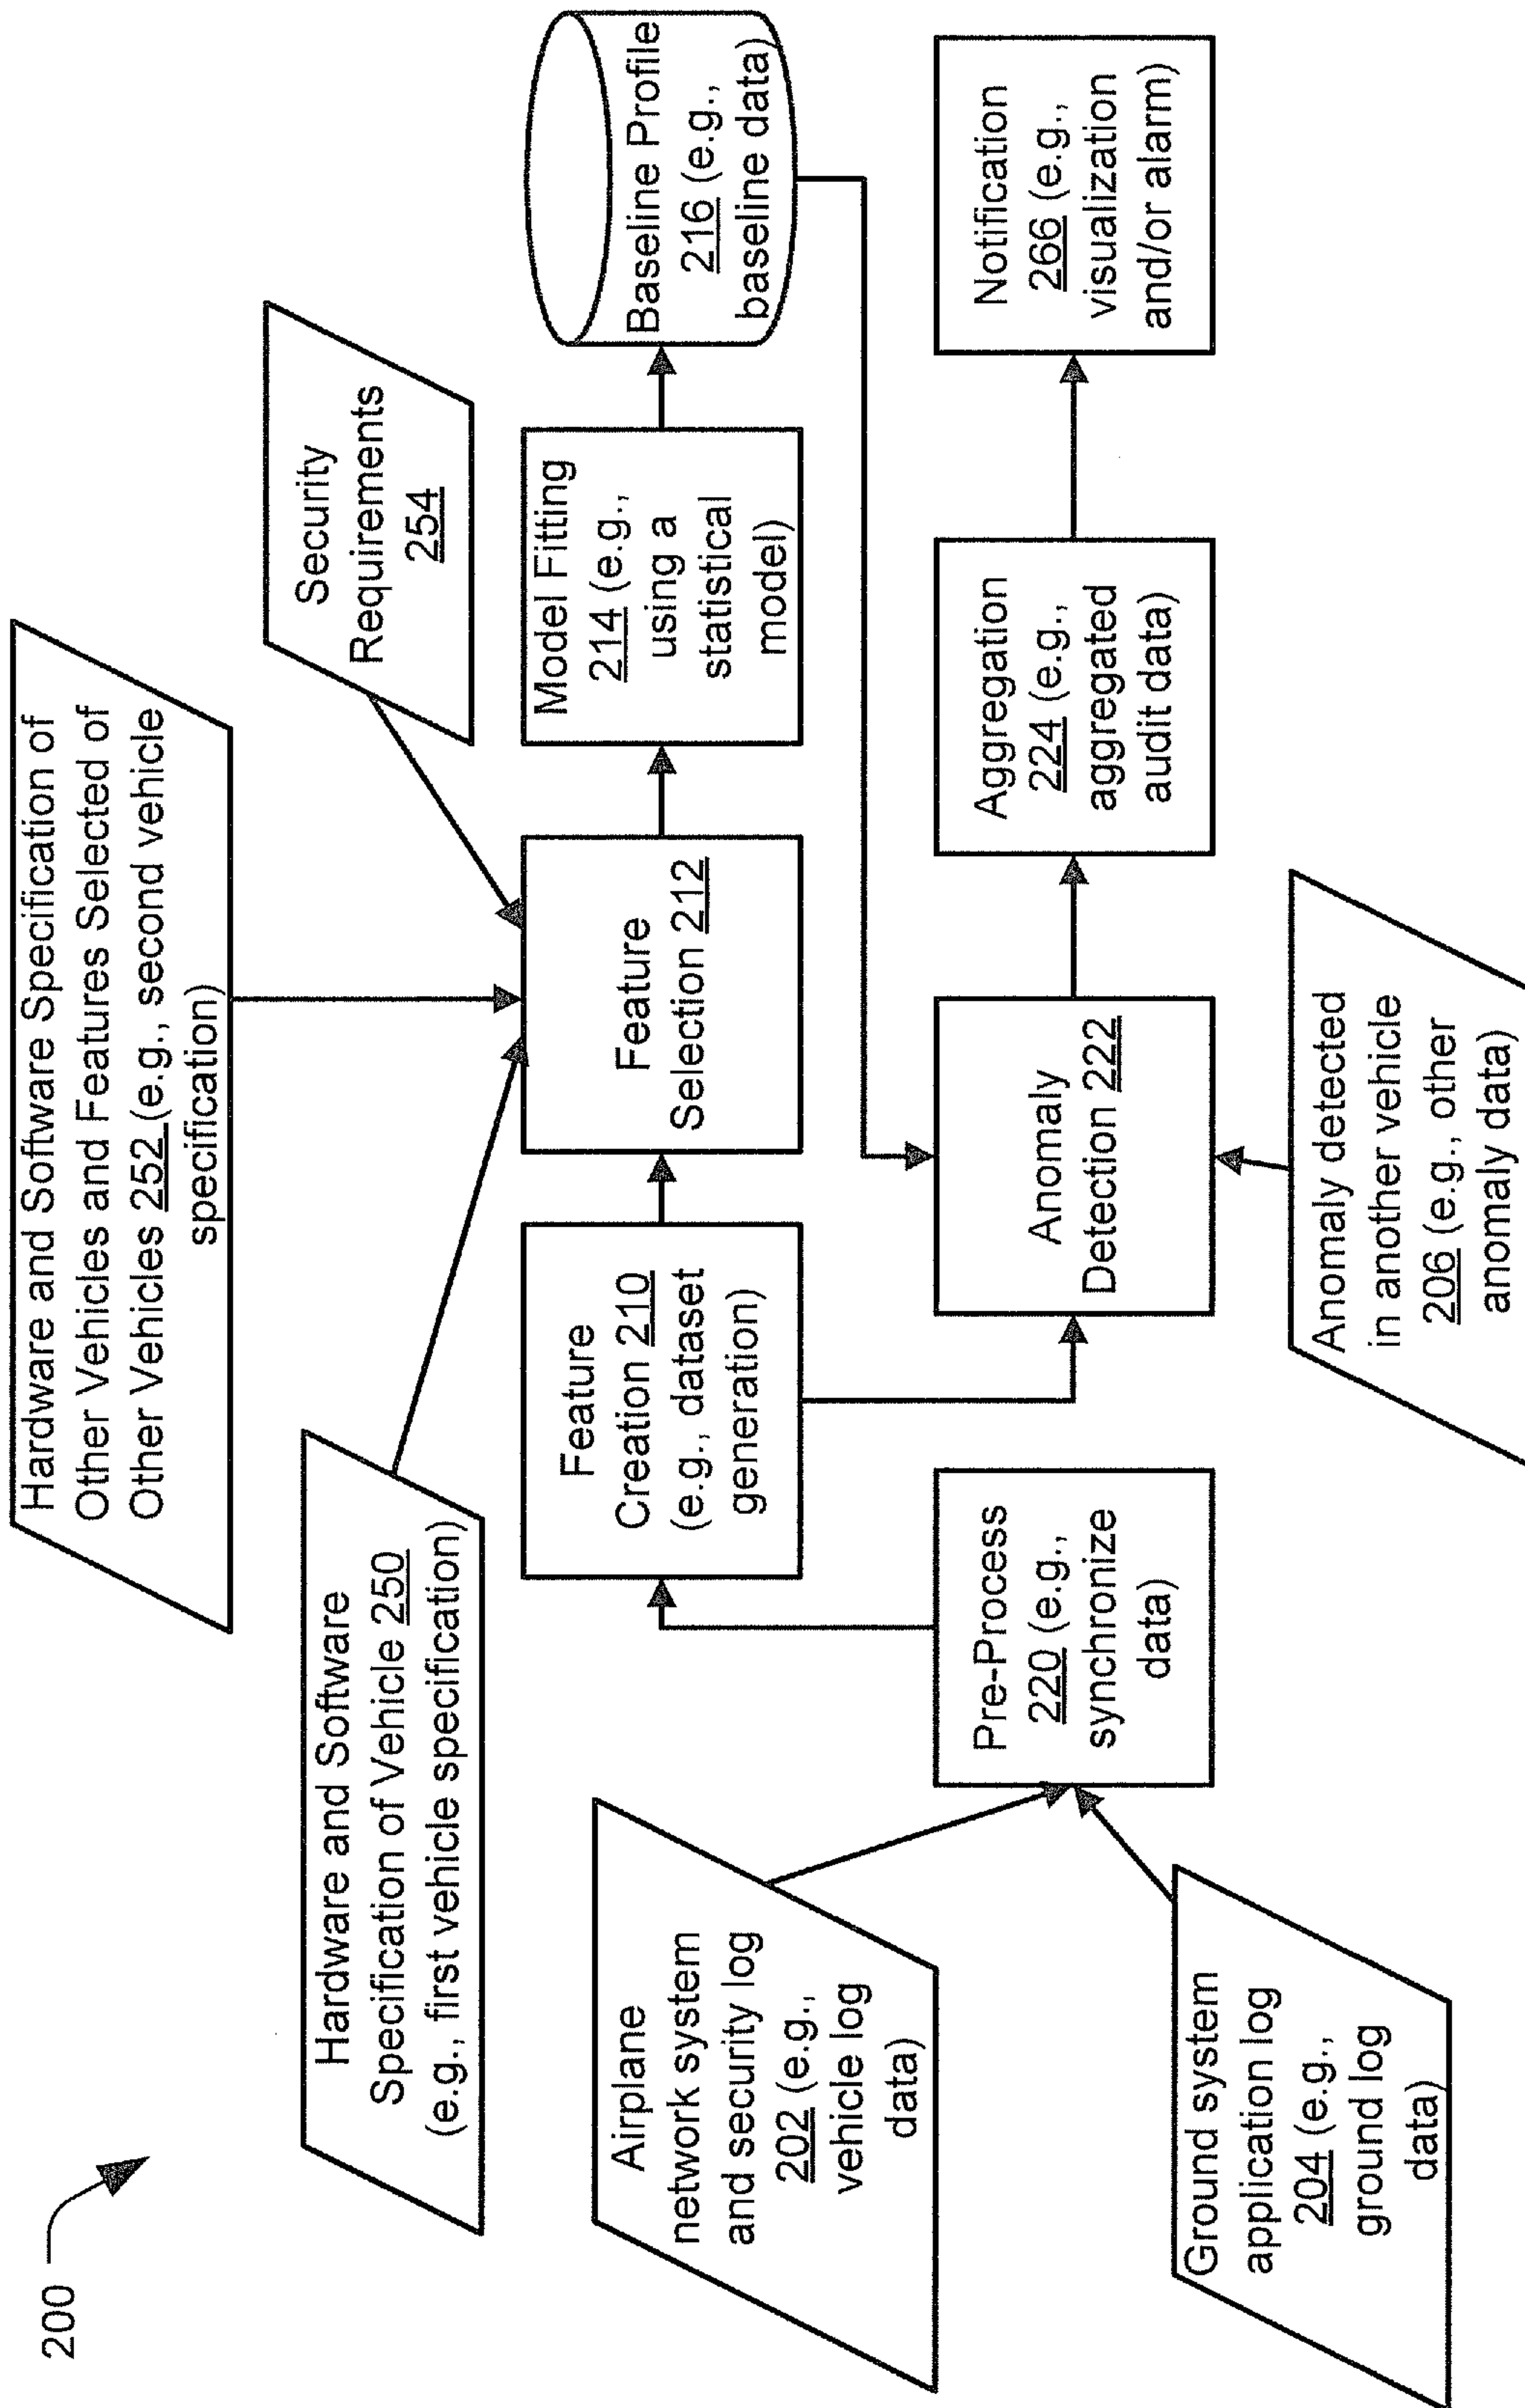 200
Hardware and Software Specification of
Other Vehicles and Features Selected of
Other Vehicles 252 (e.g., second vehicle
specification)
Hardware and Software
Specification of Vehicle 250
(e.g., first vehicle specification)
Security
Requirements
254
Feature
Creation 210
(e.g., dataset
generation)
Feature
Selection 212
Model Fitting
214 (e.g.,
using a
statistical
model)
Baseline Profile
216 (e.g.,
baseline data)
Airplane
network system
and security log
202 (e.g.,
vehicle log
data)
Pre-Process
220 (e.g.,
synchronize
data)
Anomaly
Detection 222
Aggregation
224 (e.g.,
aggregated
audit data)
Notification
266 (e.g.,
visualization
and/or alarm)
Ground system
application log
204 (e.g.,
ground log
data)
Anomaly detected
in another vehicle
206 (e.g., other
anomaly data)